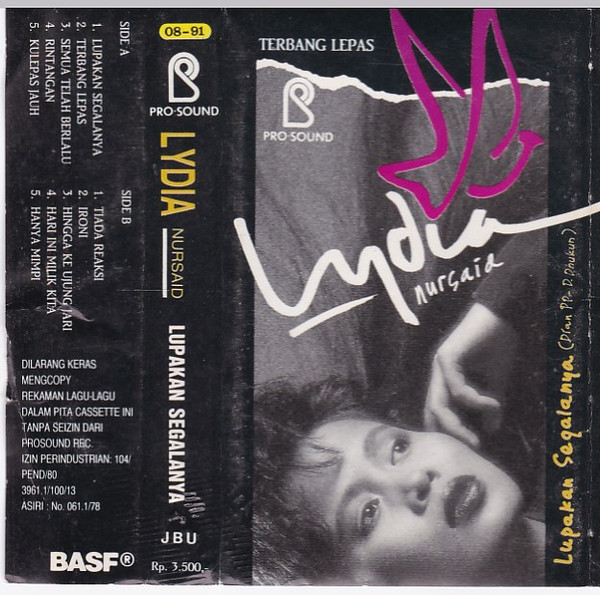 SIDE A
1. LUPAKAN SEGALANYA
2. TERBANG LEPAS
3. SEMUA TELAH BERLALU
4. RINTANGAN
5. KULEPAS JAUH
SIDE B
1. TIADA REAKSI
2. IRONI
3. HINGGA KE UJUNG JARI
4. HARI INI MILIK KITA
5. HANYA MIMPI
DILARANG KERAS
MENGCOPY
REKAMAN LAGU-LAGU
DALAM PITA CASSETTE INI
TANPA SEIZIN DARI
PROSOUND REC.
IZIN PERINDUSTRIAN: 104/
PEND/80
3961.1/100/13
ASIRI : No. 061.1/78
BASF®
08-91
PRO-SOUND
LYDIA NURSAID
LUPAKAN SEGALANYA
JBU
Rp. 3.500,-
TERBANG LEPAS
PRO-SOUND
Lydia
nursaid
Lupakan Segalanya (Dian PP - D. Dhukun)